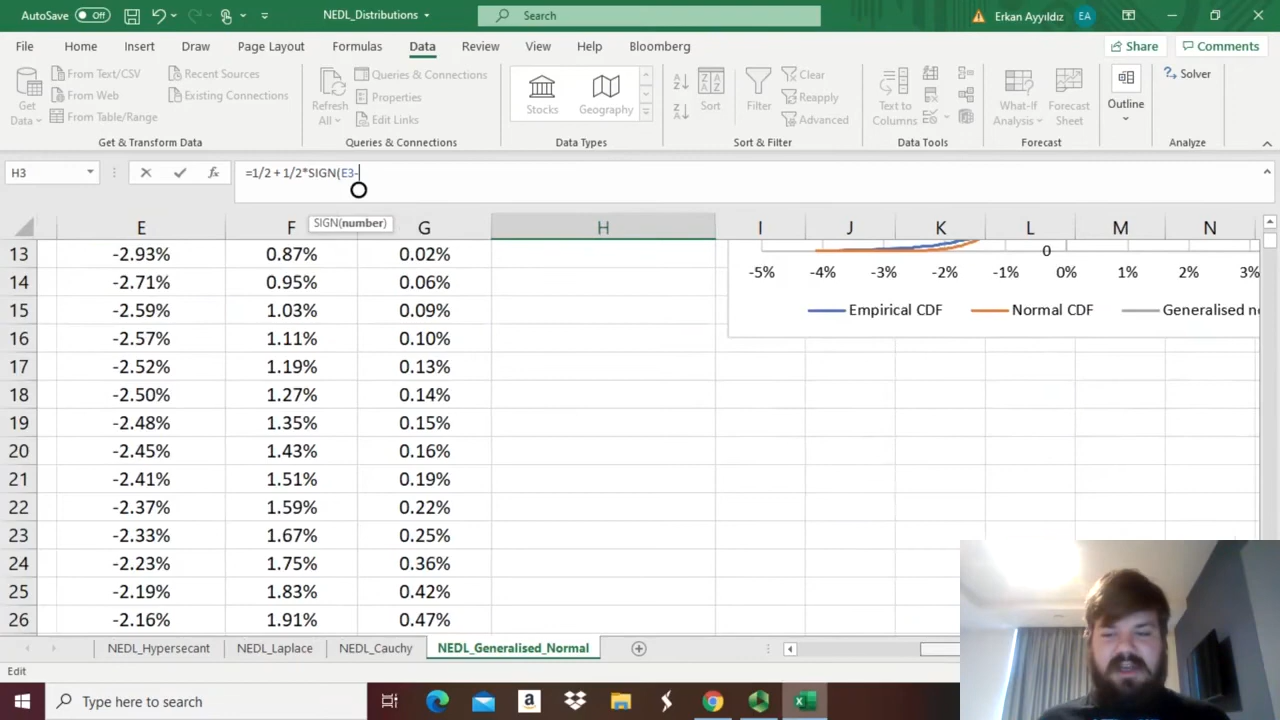 AutoSave Off NEDL_Distributions Search Erkan Ayyıldız EA
File Home Insert Draw Page Layout Formulas Data Review View Help Bloomberg Share Comments
Get Data
From Text/CSV
From Web
From Table/Range
Recent Sources
Existing Connections
Get & Transform Data
Refresh All
Queries & Connections
Properties
Edit Links
Queries & Connections
Stocks Geography
Data Types
Sort
Filter
Clear
Reapply
Advanced
Sort & Filter
Text to Columns
Data Tools
What-If Analysis
Forecast Sheet
Forecast
Outline
Solver
Analyze
H3 fx =1/2 + 1/2*SIGN(E3-
SIGN(number)
E F G H I J K L M N
13 -2.93% 0.87% 0.02%
14 -2.71% 0.95% 0.06%
15 -2.59% 1.03% 0.09%
16 -2.57% 1.11% 0.10%
17 -2.52% 1.19% 0.13%
18 -2.50% 1.27% 0.14%
19 -2.48% 1.35% 0.15%
20 -2.45% 1.43% 0.16%
21 -2.41% 1.51% 0.19%
22 -2.37% 1.59% 0.22%
23 -2.33% 1.67% 0.25%
24 -2.23% 1.75% 0.36%
25 -2.19% 1.83% 0.42%
26 -2.16% 1.91% 0.47%
0
-5% -4% -3% -2% -1% 0% 1% 2% 3%
Empirical CDF Normal CDF Generalised
NEDL_Hypersecant NEDL_Laplace NEDL_Cauchy NEDL_Generalised_Normal
Edit
Type here to search